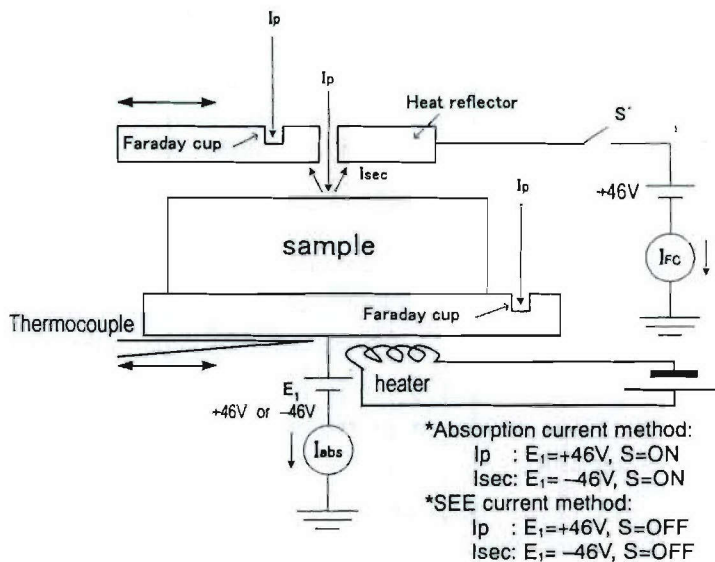 Ip
Ip
Heat reflector
S'
Faraday cup
Isec
+46V
Ip
sample
IFC
Faraday cup
Thermocouple
heater
E1
+46V or −46V
Iabs
*Absorption current method:
Ip : E1=+46V, S=ON
Isec: E1= −46V, S=ON
*SEE current method:
Ip : E1=+46V, S=OFF
Isec: E1= −46V, S=OFF